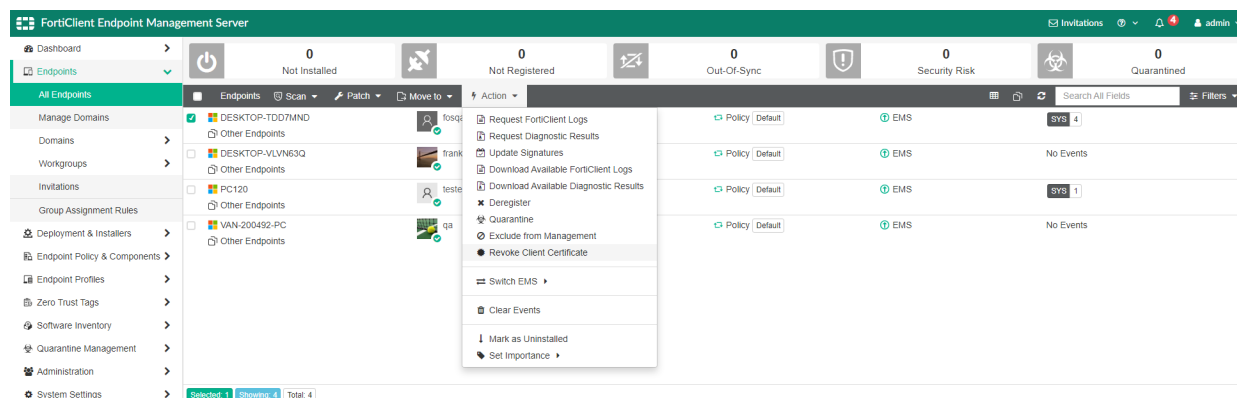 FortiClient Endpoint Management Server
Invitations
4
admin
Dashboard
Endpoints
All Endpoints
Manage Domains
Domains
Workgroups
Invitations
Group Assignment Rules
Deployment & Installers
Endpoint Policy & Components
Endpoint Profiles
Zero Trust Tags
Software Inventory
Quarantine Management
Administration
System Settings
0
Not Installed
0
Not Registered
0
Out-Of-Sync
0
Security Risk
0
Quarantined
Endpoints Scan Patch Move to Action
Search All Fields Filters
DESKTOP-TDD7MND
Other Endpoints
fosqa
Policy Default
EMS
SYS 4
DESKTOP-VLVN63Q
Other Endpoints
frank
Policy Default
EMS
No Events
PC120
Other Endpoints
teste
Policy Default
EMS
SYS 1
VAN-200492-PC
Other Endpoints
qa
Policy Default
EMS
No Events
Request FortiClient Logs
Request Diagnostic Results
Update Signatures
Download Available FortiClient Logs
Download Available Diagnostic Results
Deregister
Quarantine
Exclude from Management
Revoke Client Certificate
Switch EMS
Clear Events
Mark as Uninstalled
Set Importance
Selected: 1 Showing: 4 Total: 4